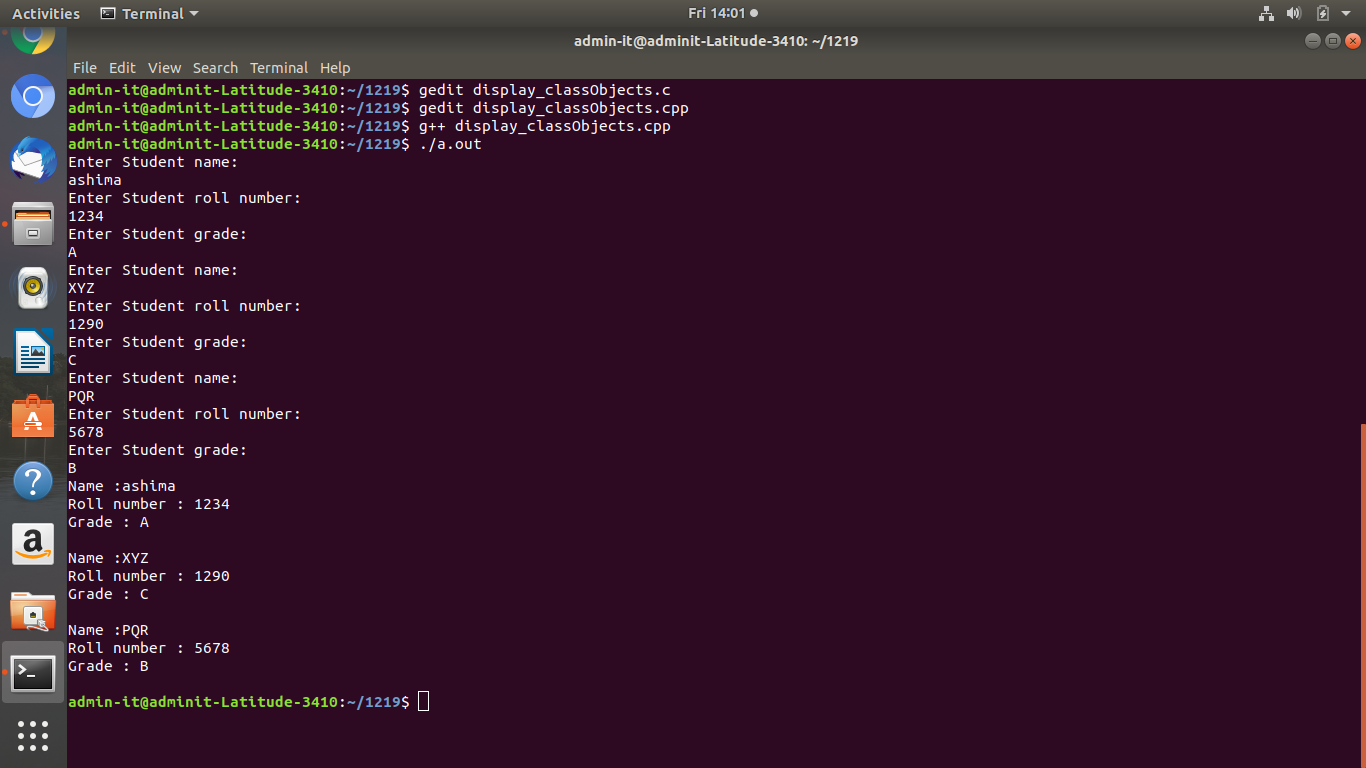 Activities Terminal Fri 14:01
admin-it@adminit-Latitude-3410: ~/1219
File Edit View Search Terminal Help
admin-it@adminit-Latitude-3410:~/1219$ gedit display_classObjects.c
admin-it@adminit-Latitude-3410:~/1219$ gedit display_classObjects.cpp
admin-it@adminit-Latitude-3410:~/1219$ g++ display_classObjects.cpp
admin-it@adminit-Latitude-3410:~/1219$ ./a.out
Enter Student name:
ashima
Enter Student roll number:
1234
Enter Student grade:
A
Enter Student name:
XYZ
Enter Student roll number:
1290
Enter Student grade:
C
Enter Student name:
PQR
Enter Student roll number:
5678
Enter Student grade:
B
Name :ashima
Roll number : 1234
Grade : A
Name :XYZ
Roll number : 1290
Grade : C
Name :PQR
Roll number : 5678
Grade : B
admin-it@adminit-Latitude-3410:~/1219$